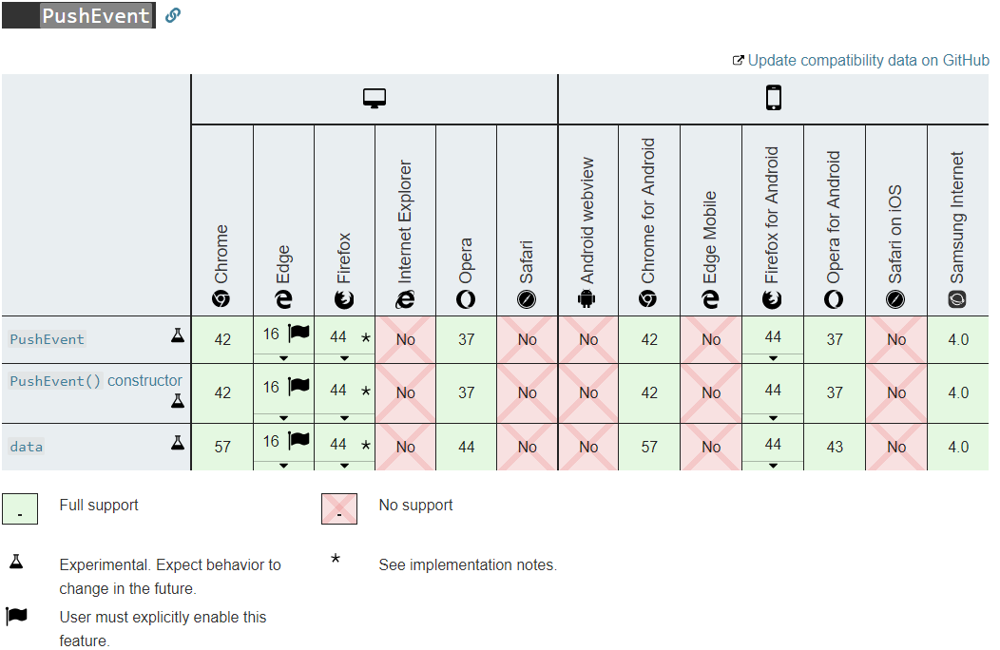 PushEvent
Update compatibility data on GitHub
Chrome
Edge
Firefox
Internet Explorer
Opera
Safari
Android webview
Chrome for Android
Edge Mobile
Firefox for Android
Opera for Android
Safari on iOS
Samsung Internet
PushEvent 42 16 44 * No 37 No No 42 No 44 37 No 4.0
PushEvent() constructor 42 16 44 * No 37 No No 42 No 44 37 No 4.0
data 57 16 44 * No 44 No No 57 No 44 43 No 4.0
- Full support - No support
Experimental. Expect behavior to * See implementation notes.
change in the future.
User must explicitly enable this
feature.